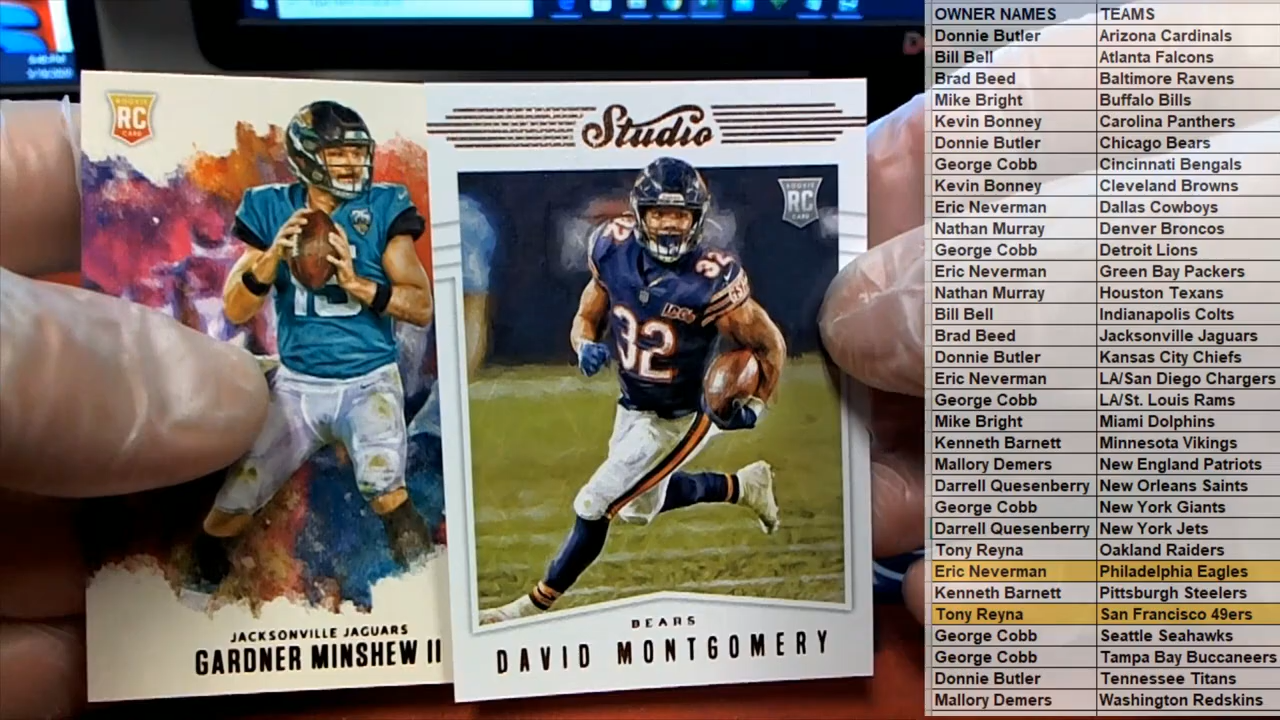 ROOKIE
RC
CARD
15
JACKSONVILLE JAGUARS
GARDNER MINSHEW II
Studio
ROOKIE
RC
CARD
32
32
32
100
GSH
BEARS
DAVID MONTGOMERY
OWNER NAMES TEAMS
Donnie Butler Arizona Cardinals
Bill Bell Atlanta Falcons
Brad Beed Baltimore Ravens
Mike Bright Buffalo Bills
Kevin Bonney Carolina Panthers
Donnie Butler Chicago Bears
George Cobb Cincinnati Bengals
Kevin Bonney Cleveland Browns
Eric Neverman Dallas Cowboys
Nathan Murray Denver Broncos
George Cobb Detroit Lions
Eric Neverman Green Bay Packers
Nathan Murray Houston Texans
Bill Bell Indianapolis Colts
Brad Beed Jacksonville Jaguars
Donnie Butler Kansas City Chiefs
Eric Neverman LA/San Diego Chargers
George Cobb LA/St. Louis Rams
Mike Bright Miami Dolphins
Kenneth Barnett Minnesota Vikings
Mallory Demers New England Patriots
Darrell Quesenberry New Orleans Saints
George Cobb New York Giants
Darrell Quesenberry New York Jets
Tony Reyna Oakland Raiders
Eric Neverman Philadelphia Eagles
Kenneth Barnett Pittsburgh Steelers
Tony Reyna San Francisco 49ers
George Cobb Seattle Seahawks
George Cobb Tampa Bay Buccaneers
Donnie Butler Tennessee Titans
Mallory Demers Washington Redskins